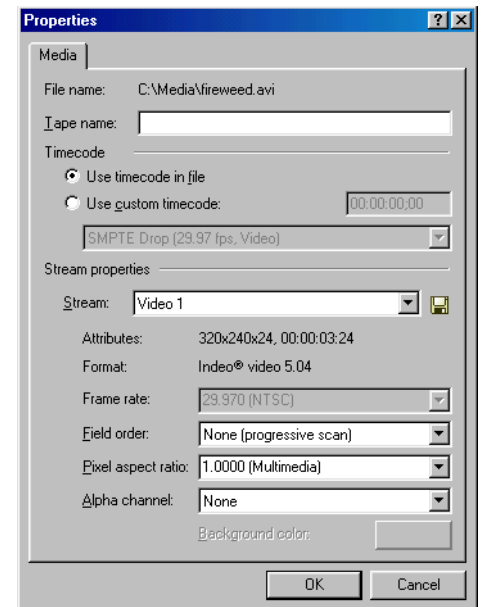 Properties
Media
File name: C:\Media\fireweed.avi
Tape name:
Timecode
Use timecode in file
Use custom timecode: 00:00:00;00
SMPTE Drop (29.97 fps, Video)
Stream properties
Stream: Video 1
Attributes: 320x240x24, 00:00:03:24
Format: Indeo® video 5.04
Frame rate: 29.970 (NTSC)
Field order: None (progressive scan)
Pixel aspect ratio: 1.0000 (Multimedia)
Alpha channel: None
Background color:
OK Cancel